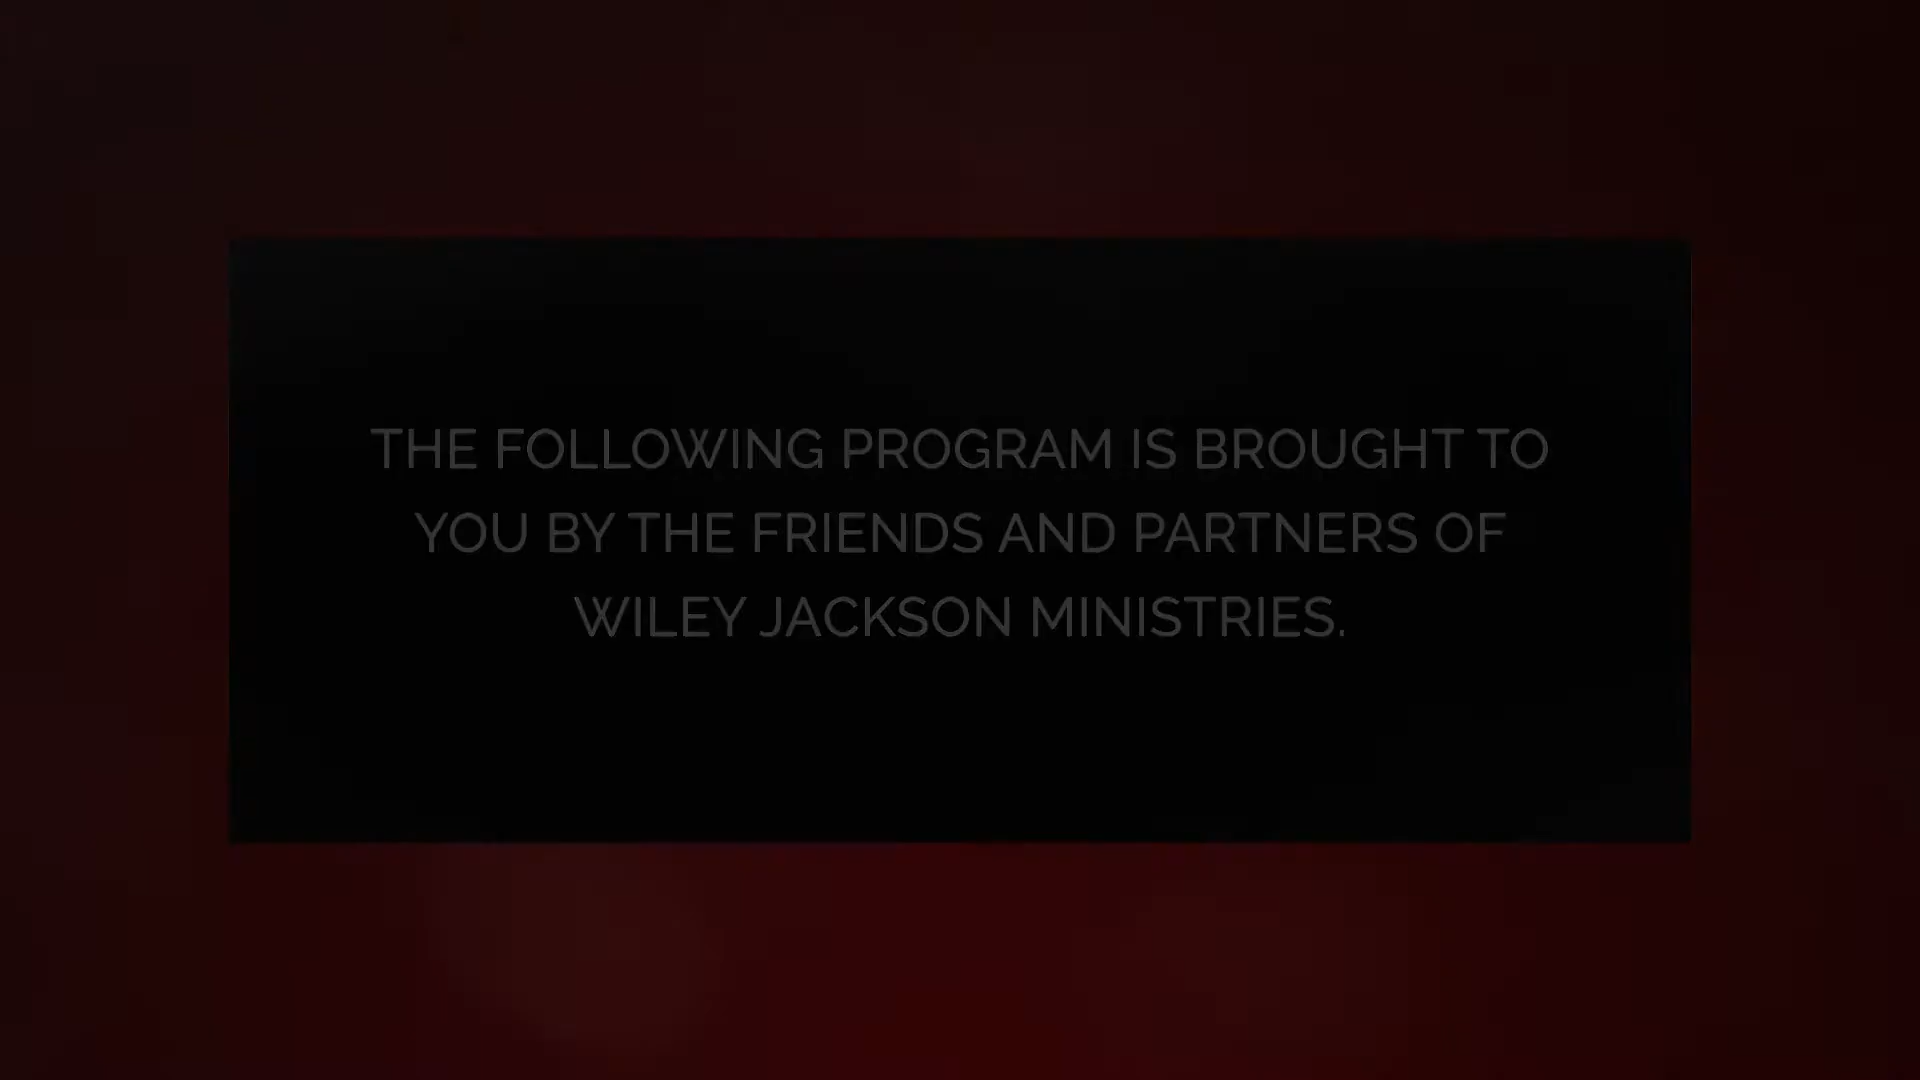 THE FOLLOWING PROGRAM IS BROUGHT TO
YOU BY THE FRIENDS AND PARTNERS OF
WILEY JACKSON MINISTRIES.